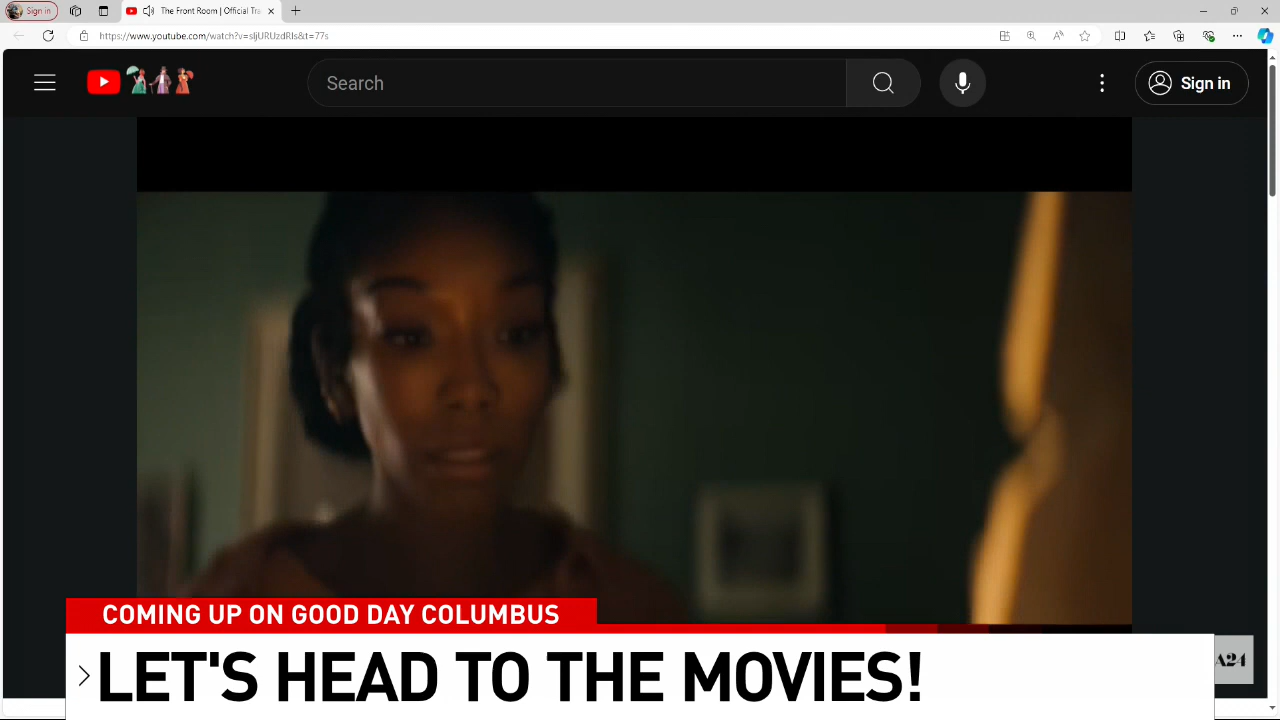 Sign in
The Front Room | Official Tra
https://www.youtube.com/watch?v=sljURUzdRIs&t=77s
Search
Sign in
COMING UP ON GOOD DAY COLUMBUS
LET'S HEAD TO THE MOVIES!
A24